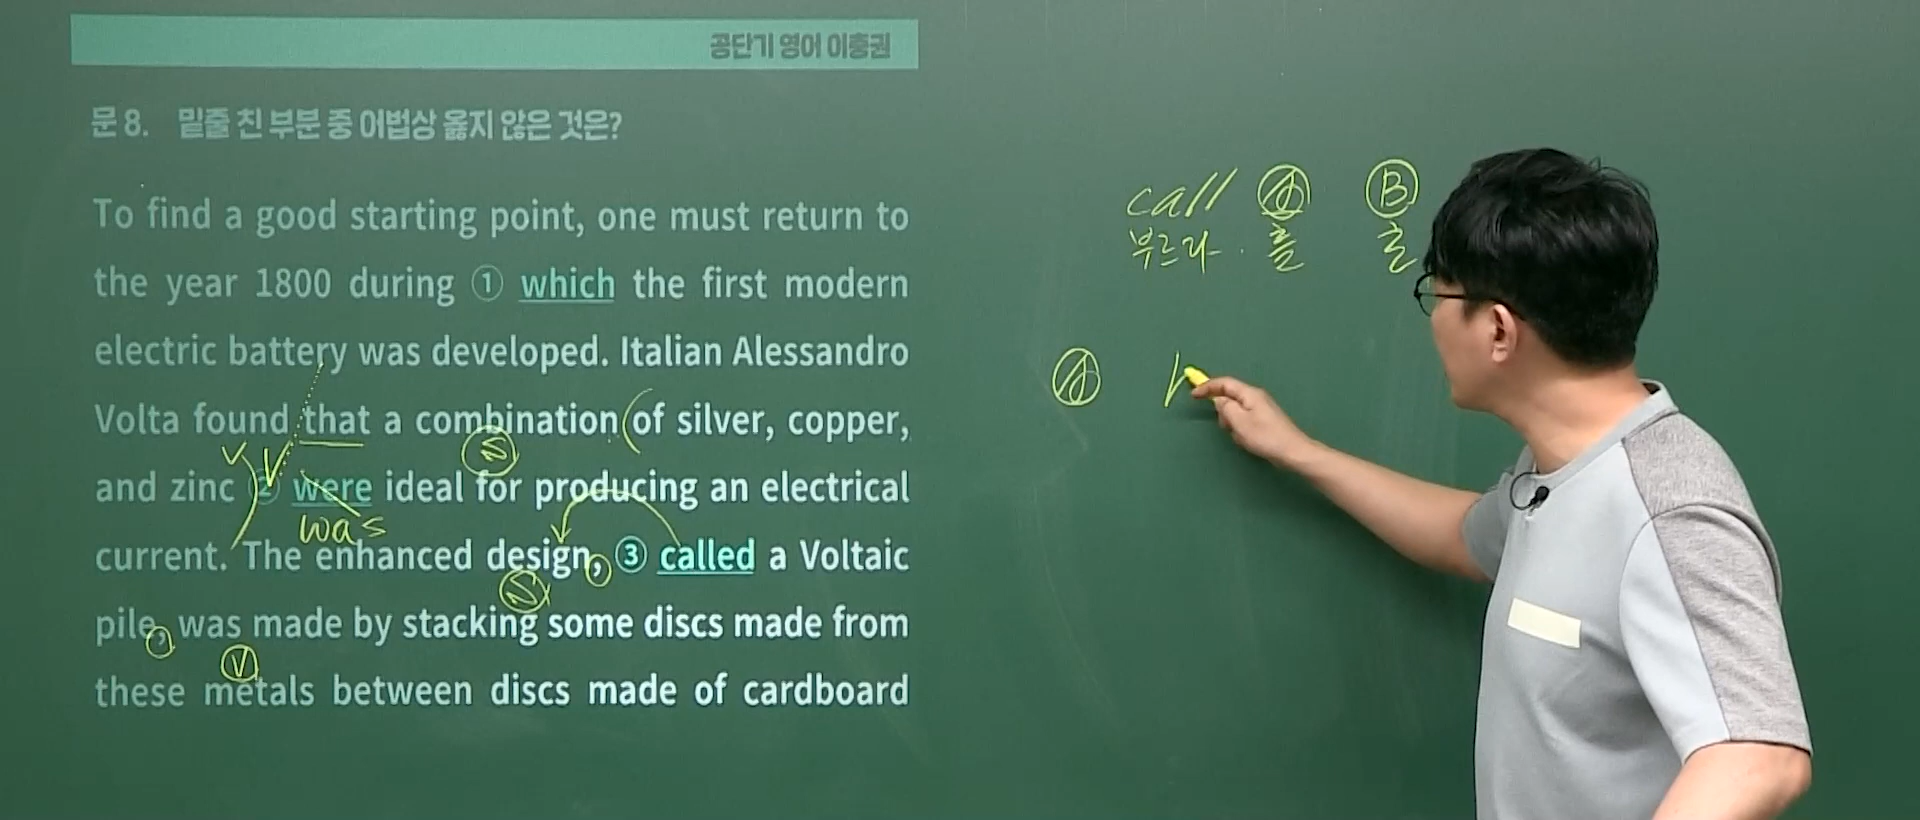 공단기 영어 이충권
문 8. 밑줄 친 부분 중 어법상 옳지 않은 것은?
To find a good starting point, one must return to
the year 1800 during ① which the first modern
electric battery was developed. Italian Alessandro
Volta found that a combination of silver, copper,
and zinc ② were ideal for producing an electrical
was
current. The enhanced design, ③ called a Voltaic
pile, was made by stacking some discs made from
these metals between discs made of cardboard
S
V
S
V
call A B
부르다. 를 로
A